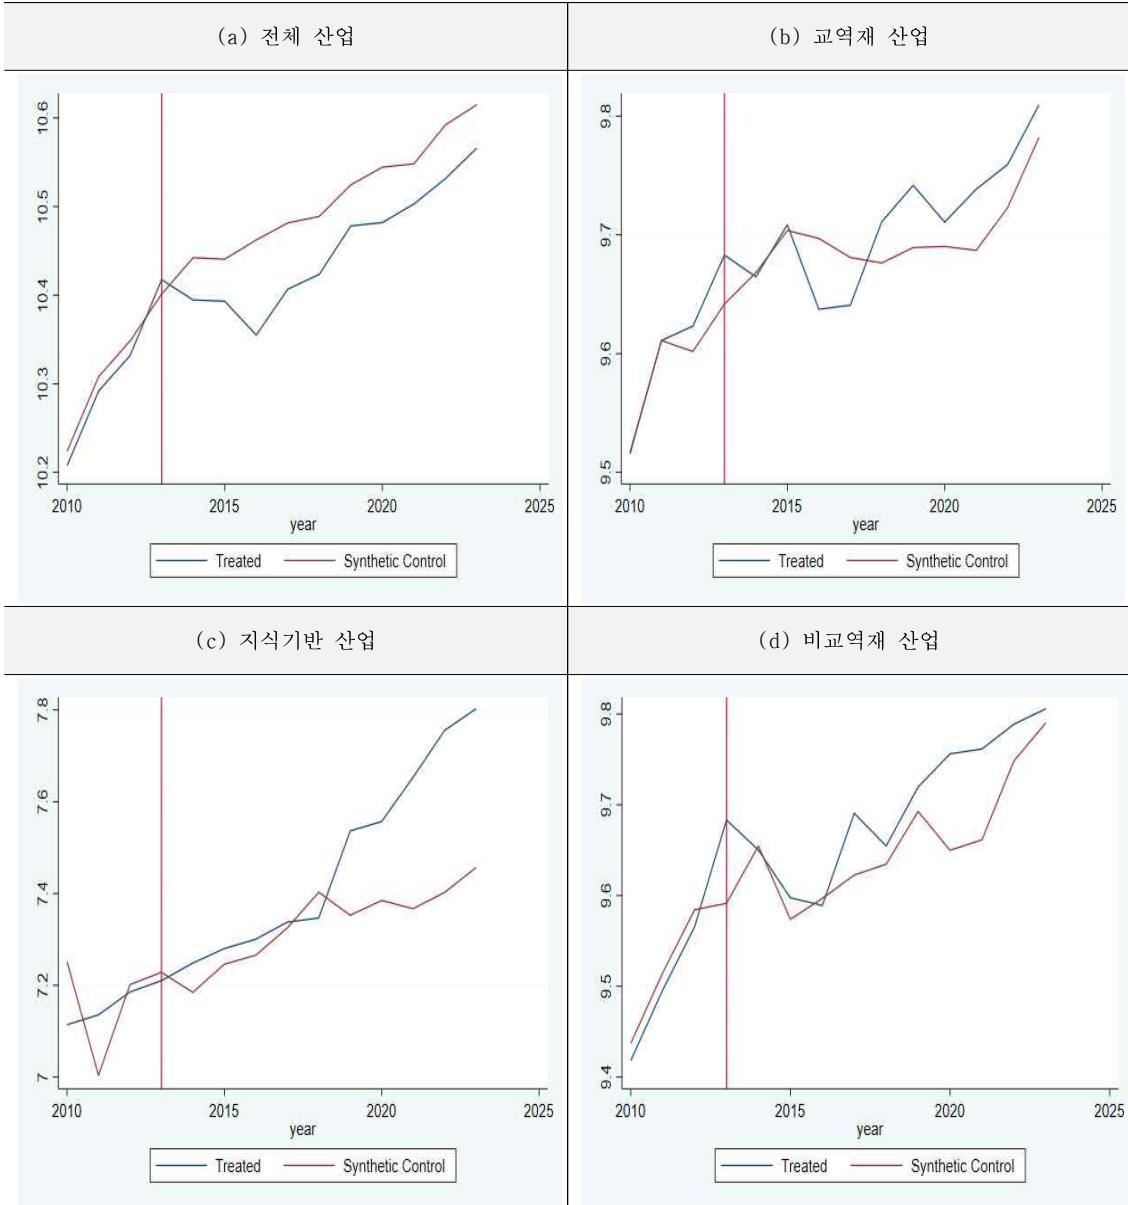 (a) 전체 산업
(b) 교역재 산업
10.6
10.5
10.4
10.3
10.2
2010 2015 2020 2025
year
Treated Synthetic Control
9.8
9.7
9.6
9.5
2010 2015 2020 2025
year
Treated Synthetic Control
(c) 지식기반 산업
(d) 비교역재 산업
7.8
7.6
7.4
7.2
7
2010 2015 2020 2025
year
Treated Synthetic Control
9.8
9.7
9.6
9.5
9.4
2010 2015 2020 2025
year
Treated Synthetic Control